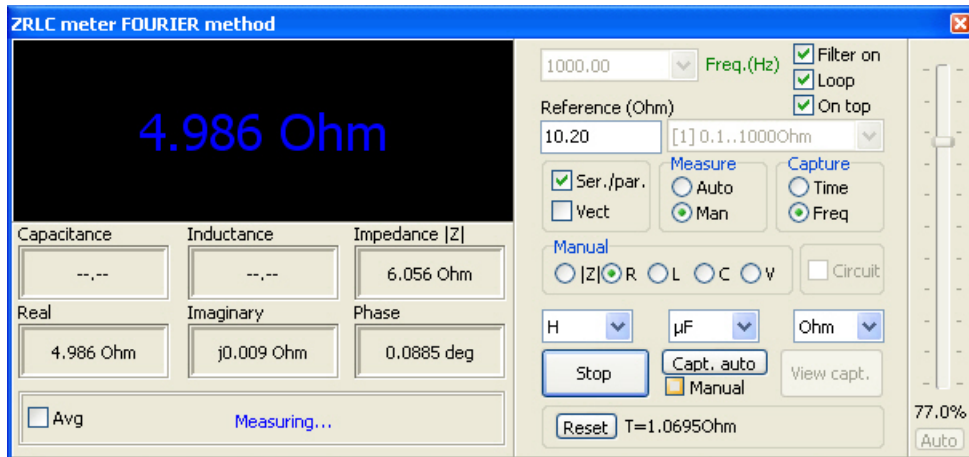 ZRLC meter FOURIER method
4.986 Ohm
Capacitance Inductance Impedance |Z|
--,-- --,-- 6.056 Ohm
Real Imaginary Phase
4.986 Ohm j0.009 Ohm 0.0885 deg
Avg Measuring...
1000.00 Freq.(Hz)
Filter on
Loop
On top
Reference (Ohm)
10.20 [1] 0.1..1000Ohm
Ser./par.
Vect
Measure
Auto
Man
Capture
Time
Freq
Manual
|Z| R L C V
Circuit
H µF Ohm
Stop
Capt. auto
Manual
View capt.
Reset T=1.0695Ohm
77.0%
Auto